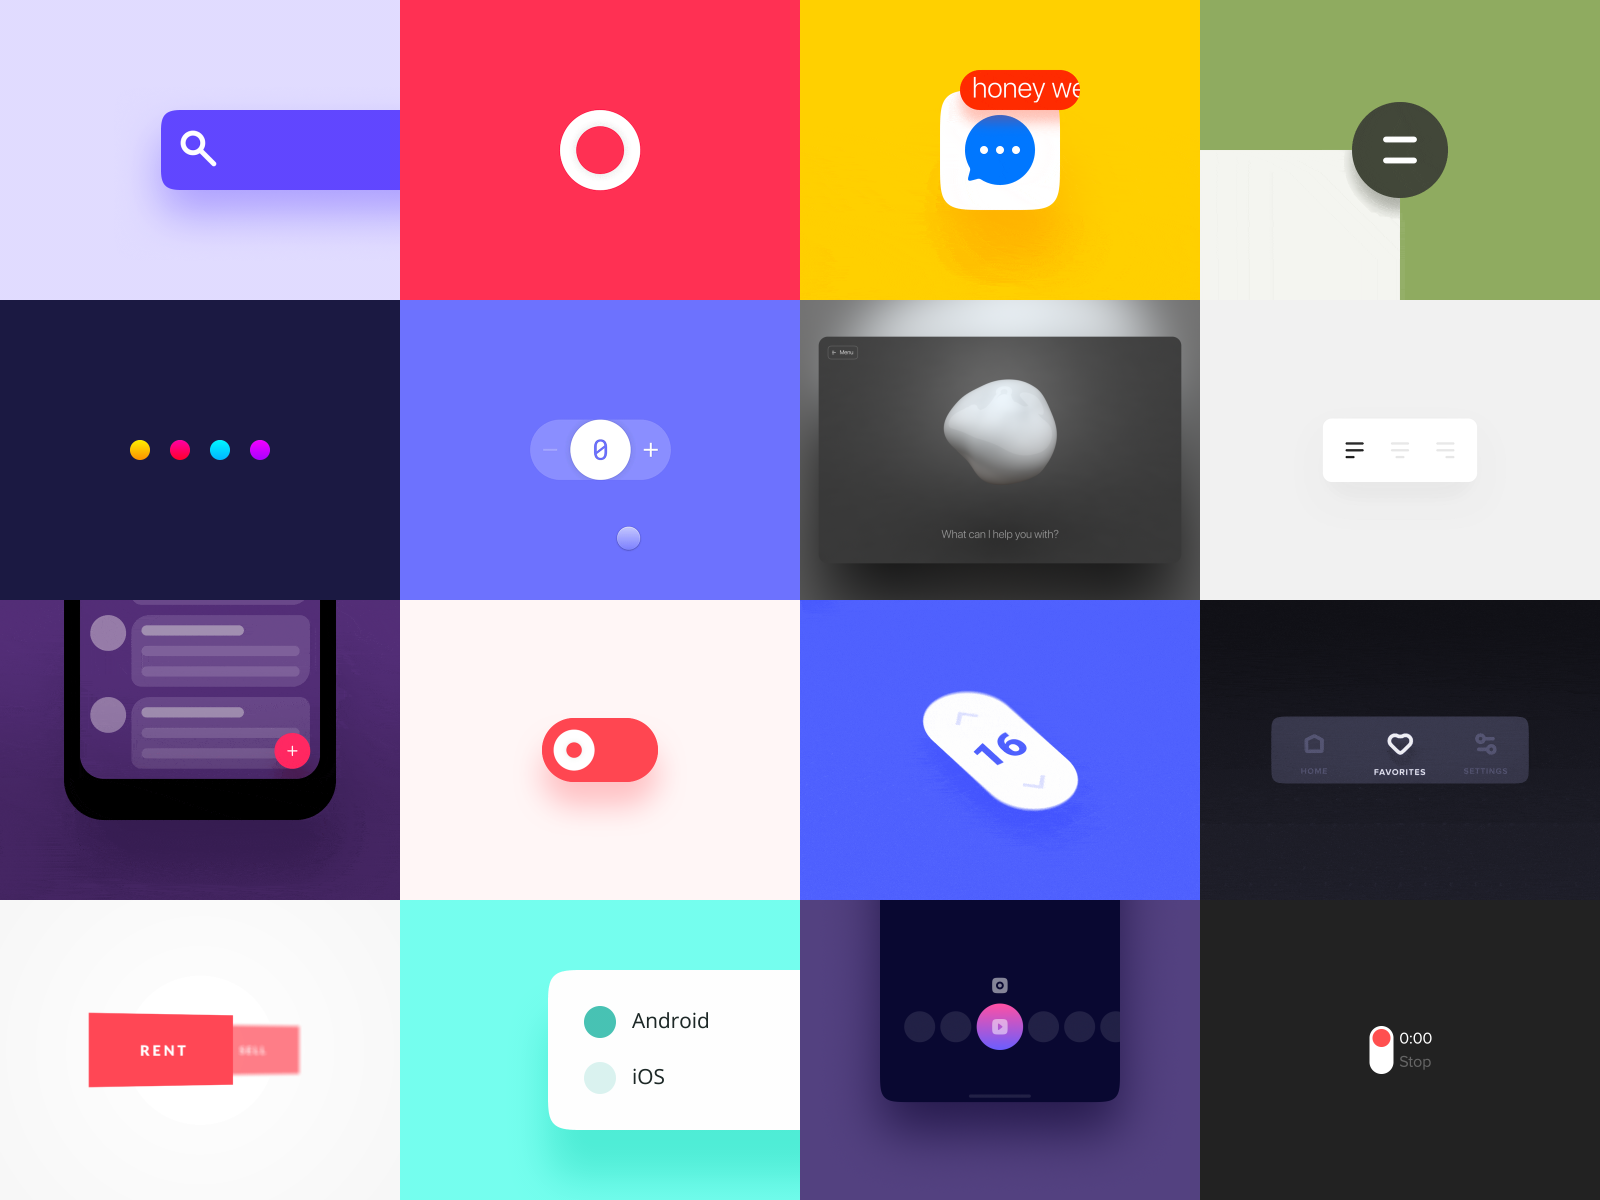 honey we
0
Menu
What can I help you with?
16
HOME
FAVORITES
SETTINGS
RENT
SELL
Android
iOS
0:00
Stop